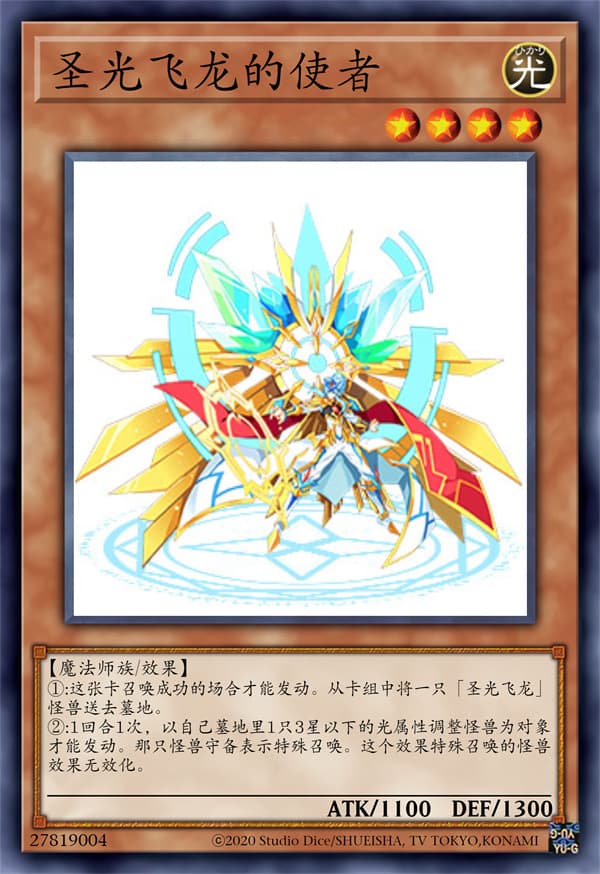 圣光飞龙的使者
ひかり
光
【魔法师族/效果】
①:这张卡召唤成功的场合才能发动。从卡组中将一只「圣光飞龙」
怪兽送去墓地。
②:1回合1次，以自己墓地里1只3星以下的光属性调整怪兽为对象
才能发动。那只怪兽守备表示特殊召唤。这个效果特殊召唤的怪兽
效果无效化。
ATK/1100 DEF/1300
27819004
©2020 Studio Dice/SHUEISHA, TV TOKYO,KONAMI
YU-G
YU-G